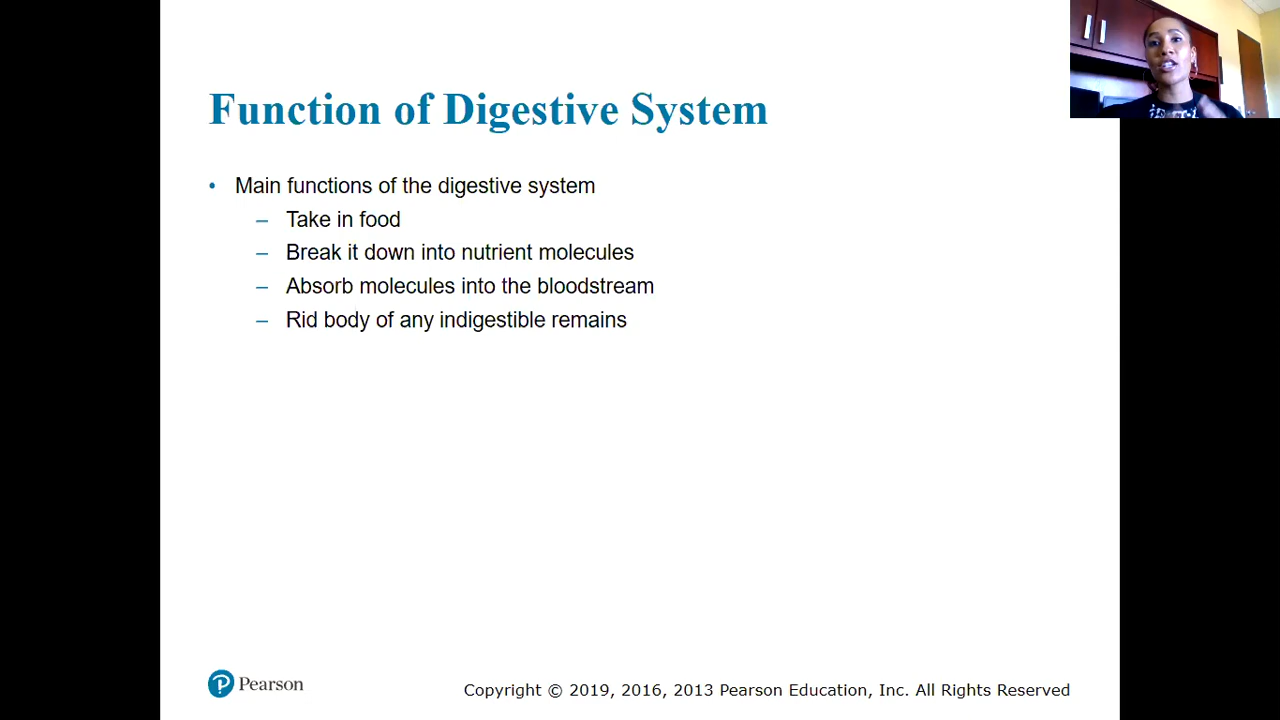 Function of Digestive System
• Main functions of the digestive system
– Take in food
– Break it down into nutrient molecules
– Absorb molecules into the bloodstream
– Rid body of any indigestible remains
P Pearson
Copyright © 2019, 2016, 2013 Pearson Education, Inc. All Rights Reserved